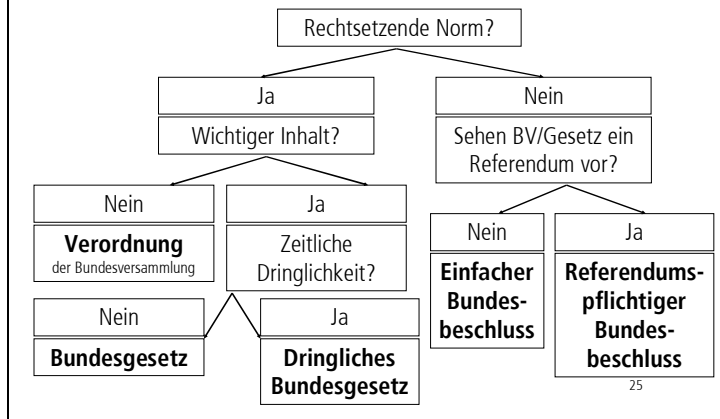 Rechtsetzende Norm?
Ja
Nein
Wichtiger Inhalt?
Sehen BV/Gesetz ein
Referendum vor?
Nein
Ja
Verordnung
der Bundesversammlung
Zeitliche
Dringlichkeit?
Nein
Ja
Einfacher
Bundes-
beschluss
Referendums-
pflichtiger
Bundes-
beschluss
Nein
Ja
Bundesgesetz
Dringliches
Bundesgesetz
25